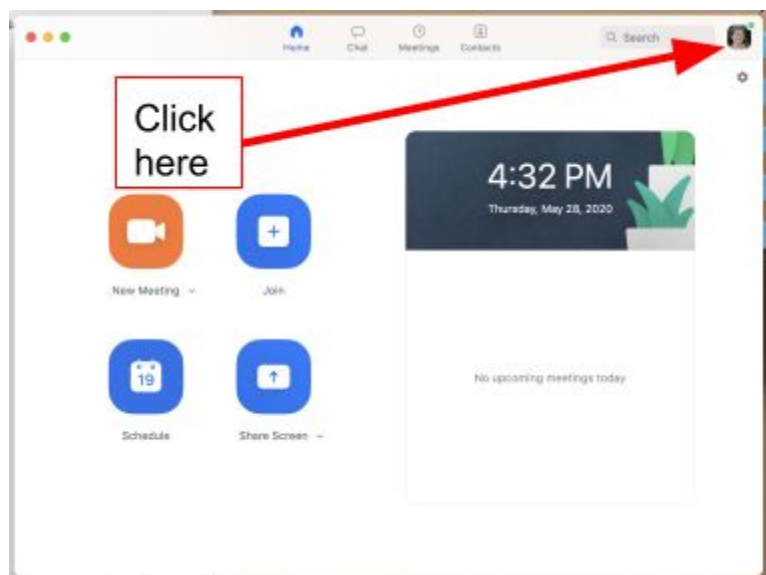 Home Chat Meetings Contacts Search
Click
here
4:32 PM
Thursday, May 28, 2020
New Meeting Join
19
No upcoming meetings today
Schedule Share Screen